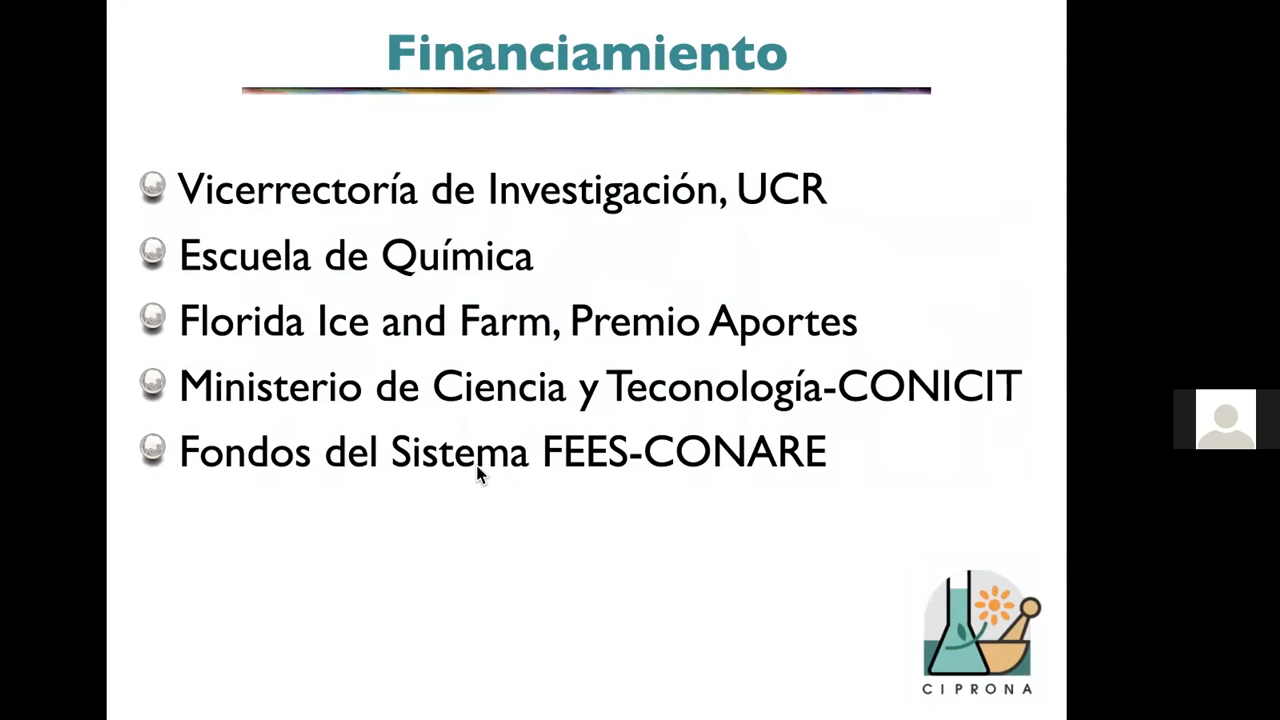 Financiamiento
Vicerrectoría de Investigación, UCR
Escuela de Química
Florida Ice and Farm, Premio Aportes
Ministerio de Ciencia y Teconología-CONICIT
Fondos del Sistema FEES-CONARE
CIPRONA